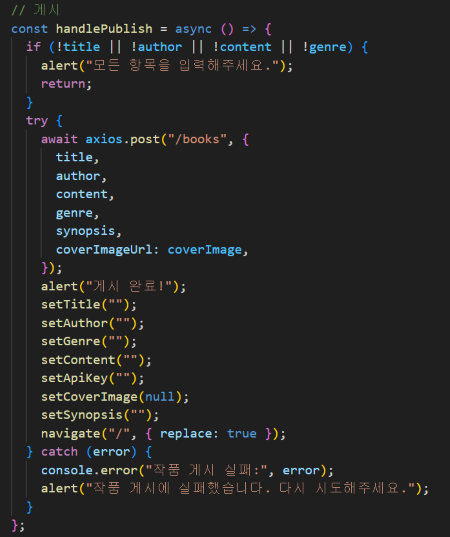 // 게시
const handlePublish = async () => {
  if (!title || !author || !content || !genre) {
    alert("모든 항목을 입력해주세요.");
    return;
  }
  try {
    await axios.post("/books", {
      title,
      author,
      content,
      genre,
      synopsis,
      coverImageUrl: coverImage,
    });
    alert("게시 완료!");
    setTitle("");
    setAuthor("");
    setGenre("");
    setContent("");
    setApiKey("");
    setCoverImage(null);
    setSynopsis("");
    navigate("/", { replace: true });
  } catch (error) {
    console.error("작품 게시 실패:", error);
    alert("작품 게시에 실패했습니다. 다시 시도해주세요.");
  }
};